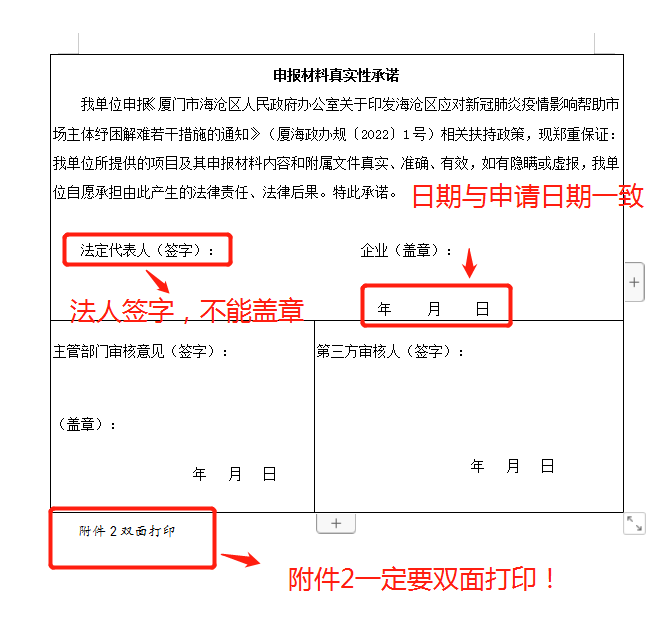 申报材料真实性承诺
我单位申报《厦门市海沧区人民政府办公室关于印发海沧区应对新冠肺炎疫情影响帮助市
场主体纾困解难若干措施的通知》（厦海政办规〔2022〕1号）相关扶持政策，现郑重保证：
我单位所提供的项目及其申报材料内容和附属文件真实、准确、有效，如有隐瞒或虚报，我单
位自愿承担由此产生的法律责任、法律后果。特此承诺。
日期与申请日期一致
法定代表人（签字）：
企业（盖章）：
法人签字，不能盖章
年 月 日
主管部门审核意见（签字）：
第三方审核人（签字）：
（盖章）：
年 月 日
年 月 日
附件2双面打印
附件2一定要双面打印！